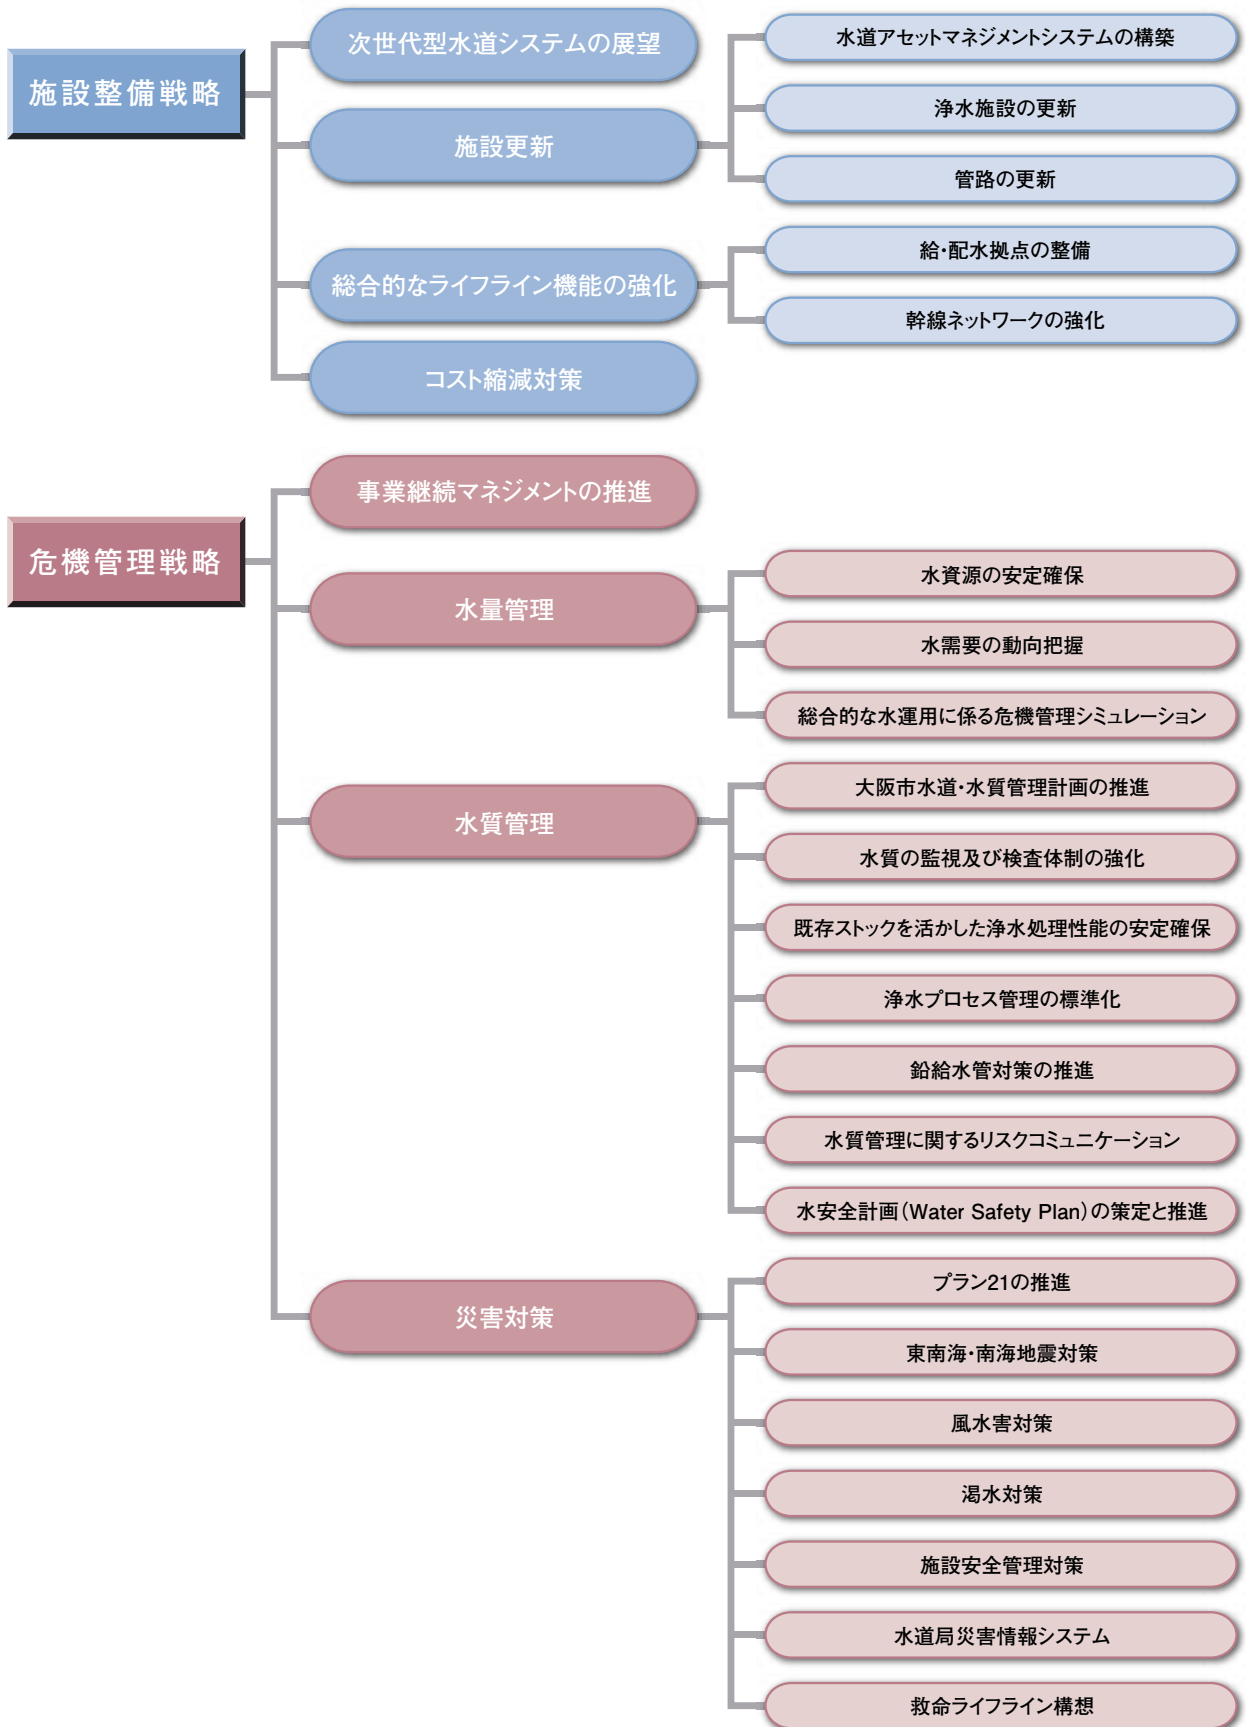 施設整備戦略
次世代型水道システムの展望
施設更新
水道アセットマネジメントシステムの構築
浄水施設の更新
管路の更新
総合的なライフライン機能の強化
給・配水拠点の整備
幹線ネットワークの強化
コスト縮減対策
危機管理戦略
事業継続マネジメントの推進
水量管理
水資源の安定確保
水需要の動向把握
総合的な水運用に係る危機管理シミュレーション
水質管理
大阪市水道・水質管理計画の推進
水質の監視及び検査体制の強化
既存ストックを活かした浄水処理性能の安定確保
浄水プロセス管理の標準化
鉛給水管対策の推進
水質管理に関するリスクコミュニケーション
水安全計画（Water Safety Plan）の策定と推進
災害対策
プラン21の推進
東南海・南海地震対策
風水害対策
渇水対策
施設安全管理対策
水道局災害情報システム
救命ライフライン構想